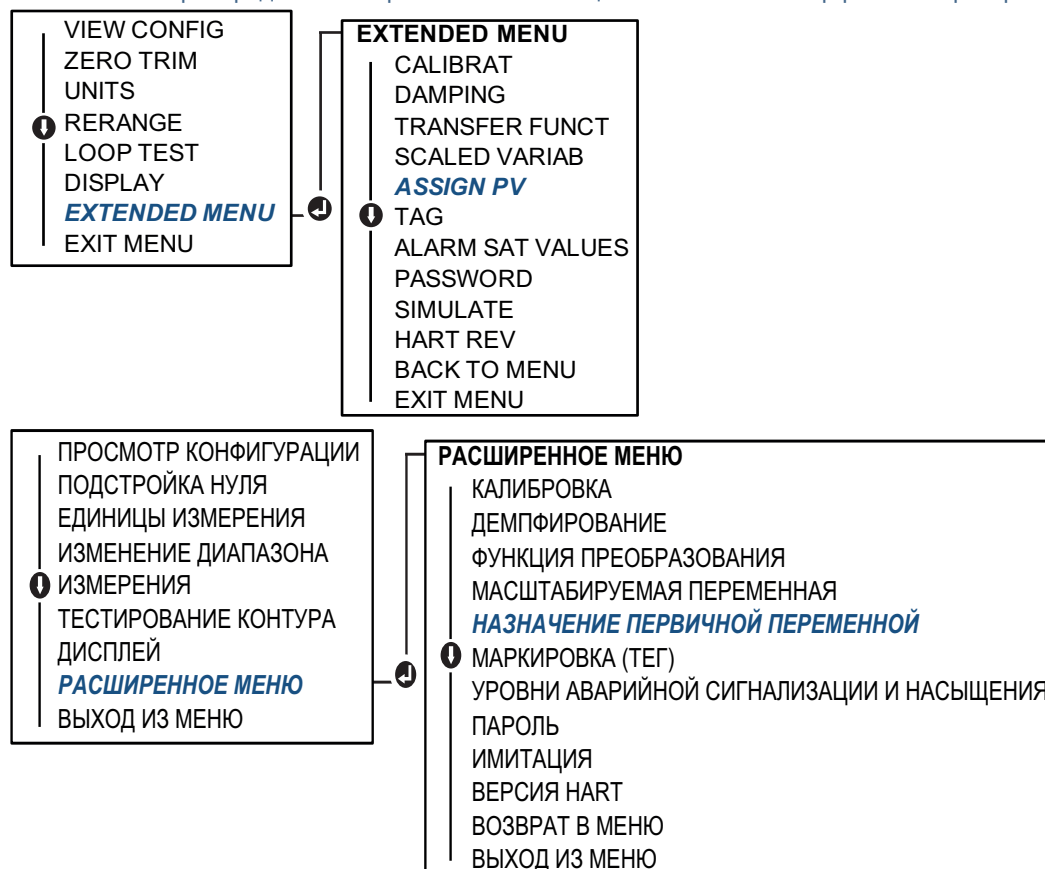 VIEW CONFIG
ZERO TRIM
UNITS
RERANGE
LOOP TEST
DISPLAY
EXTENDED MENU
EXIT MENU
EXTENDED MENU
CALIBRAT
DAMPING
TRANSFER FUNCT
SCALED VARIAB
ASSIGN PV
TAG
ALARM SAT VALUES
PASSWORD
SIMULATE
HART REV
BACK TO MENU
EXIT MENU
ПРОСМОТР КОНФИГУРАЦИИ
ПОДСТРОЙКА НУЛЯ
ЕДИНИЦЫ ИЗМЕРЕНИЯ
ИЗМЕНЕНИЕ ДИАПАЗОНА
ИЗМЕРЕНИЯ
ТЕСТИРОВАНИЕ КОНТУРА
ДИСПЛЕЙ
РАСШИРЕННОЕ МЕНЮ
ВЫХОД ИЗ МЕНЮ
РАСШИРЕННОЕ МЕНЮ
КАЛИБРОВКА
ДЕМПФИРОВАНИЕ
ФУНКЦИЯ ПРЕОБРАЗОВАНИЯ
МАСШТАБИРУЕМАЯ ПЕРЕМЕННАЯ
НАЗНАЧЕНИЕ ПЕРВИЧНОЙ ПЕРЕМЕННОЙ
МАРКИРОВКА (ТЕГ)
УРОВНИ АВАРИЙНОЙ СИГНАЛИЗАЦИИ И НАСЫЩЕНИЯ
ПАРОЛЬ
ИМИТАЦИЯ
ВЕРСИЯ HART
ВОЗВРАТ В МЕНЮ
ВЫХОД ИЗ МЕНЮ